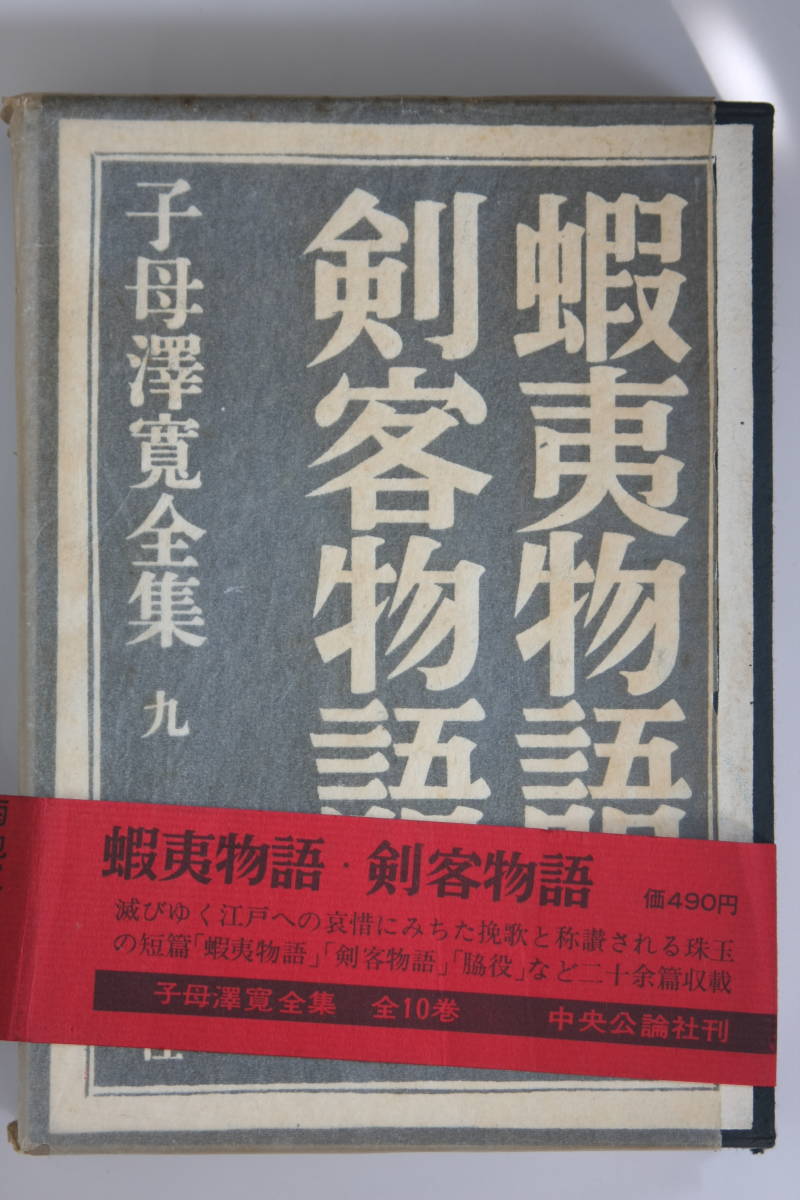 蝦夷物語
剣客物語
子母澤寛全集 九
蝦夷物語・剣客物語
価490円
滅びゆく江戸への哀惜にみちた挽歌と称讃される珠玉
の短篇「蝦夷物語」「剣客物語」「脇役」など二十余篇収載
子母澤寛全集 全10巻 中央公論社刊